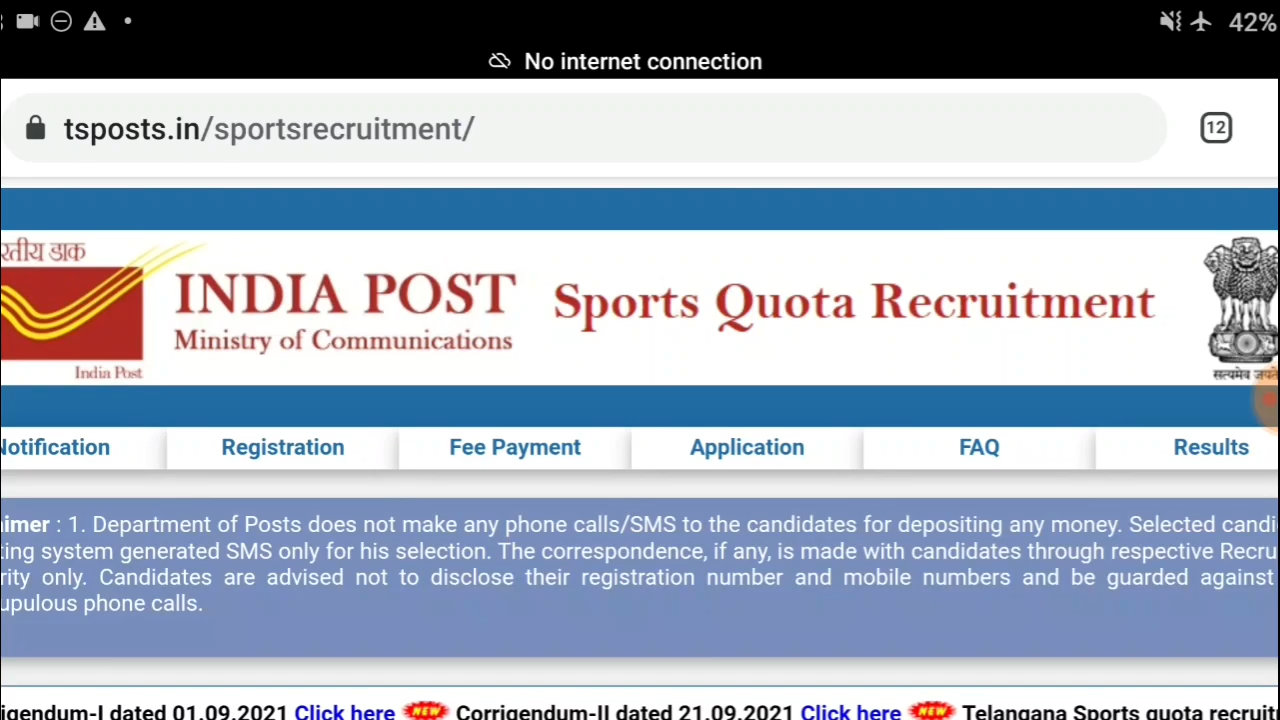 42%
No internet connection
tsposts.in/sportsrecruitment/
12
रतीय डाक
INDIA POST
Sports Quota Recruitment
Ministry of Communications
India Post
सत्यमेव जयते
Notification Registration Fee Payment Application FAQ Results
aimer : 1. Department of Posts does not make any phone calls/SMS to the candidates for depositing any money. Selected candi
ting system generated SMS only for his selection. The correspondence, if any, is made with candidates through respective Recru
rity only. Candidates are advised not to disclose their registration number and mobile numbers and be guarded against
upulous phone calls.
igendum-I dated 01.09.2021 Click here NEW Corrigendum-II dated 21.09.2021 Click here NEW Telangana Sports quota recruit